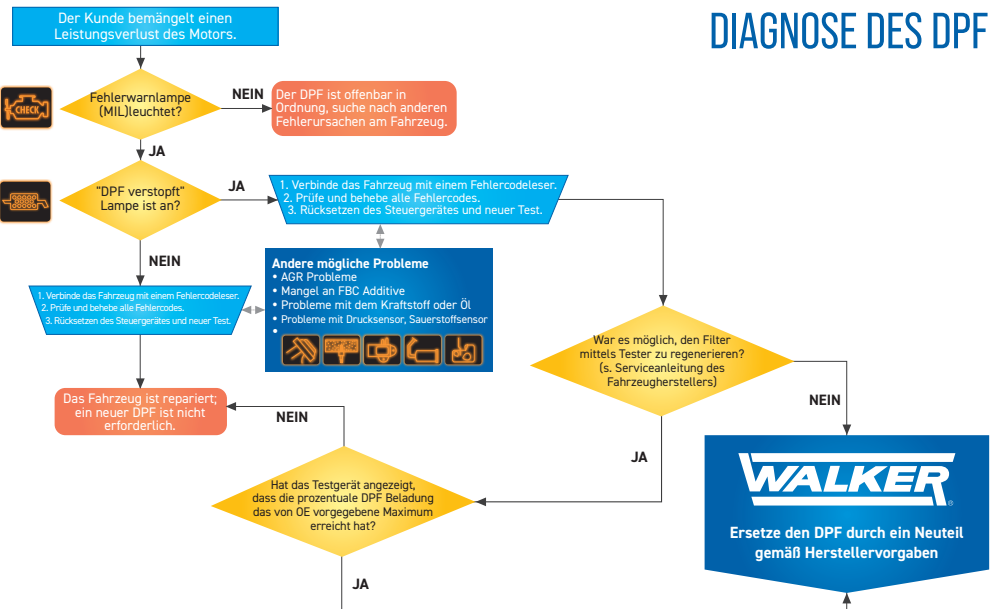 DIAGNOSE DES DPF
Der Kunde bemängelt einen
Leistungsverlust des Motors.
CHECK
Fehlerwarnlampe
(MIL)leuchtet?
NEIN
Der DPF ist offenbar in
Ordnung, suche nach anderen
Fehlerursachen am Fahrzeug.
JA
"DPF verstopft"
Lampe ist an?
JA
1. Verbinde das Fahrzeug mit einem Fehlercodeleser.
2. Prüfe und behebe alle Fehlercodes.
3. Rücksetzen des Steuergerätes und neuer Test.
NEIN
1. Verbinde das Fahrzeug mit einem Fehlercodeleser.
2. Prüfe und behebe alle Fehlercodes.
3. Rücksetzen des Steuergerätes und neuer Test.
Andere mögliche Probleme
• AGR Probleme
• Mangel an FBC Additive
• Probleme mit dem Kraftstoff oder Öl
• Probleme mit Drucksensor, Sauerstoffsensor
•
War es möglich, den Filter
mittels Tester zu regenerieren?
(s. Serviceanleitung des
Fahrzeugherstellers)
NEIN
JA
Das Fahrzeug ist repariert;
ein neuer DPF ist nicht
erforderlich.
NEIN
Hat das Testgerät angezeigt,
dass die prozentuale DPF Beladung
das von OE vorgegebene Maximum
erreicht hat?
JA
WALKER®
Ersetze den DPF durch ein Neuteil
gemäß Herstellervorgaben